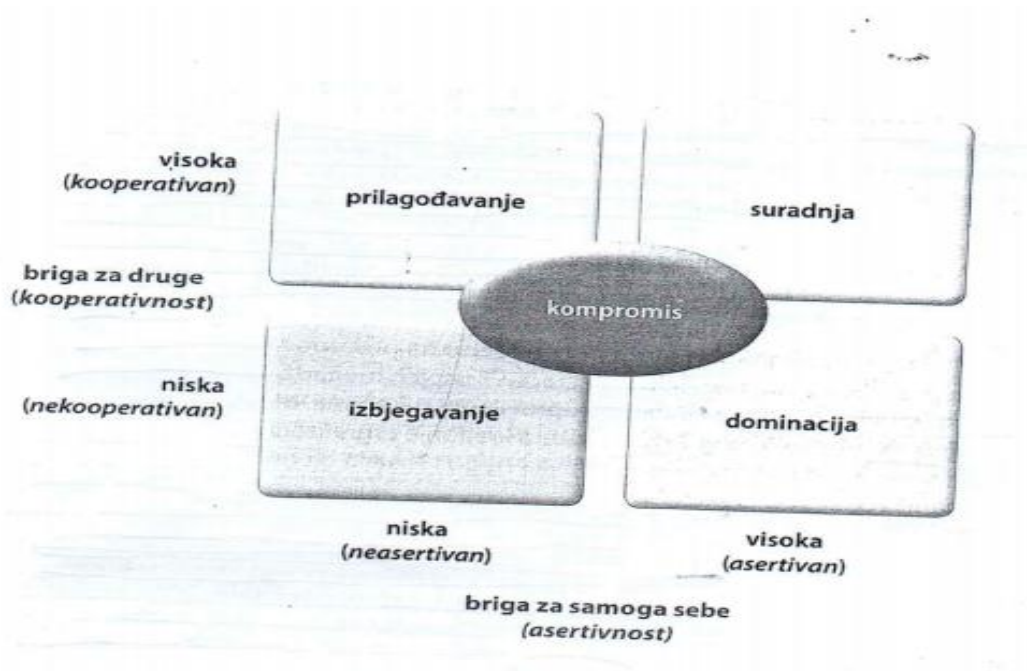 visoka
(kooperativan)
prilagođavanje
suradnja
briga za druge
(kooperativnost)
kompromis
niska
(nekooperativan)
izbjegavanje
dominacija
niska
(neasertivan)
visoka
(asertivan)
briga za samoga sebe
(asertivnost)